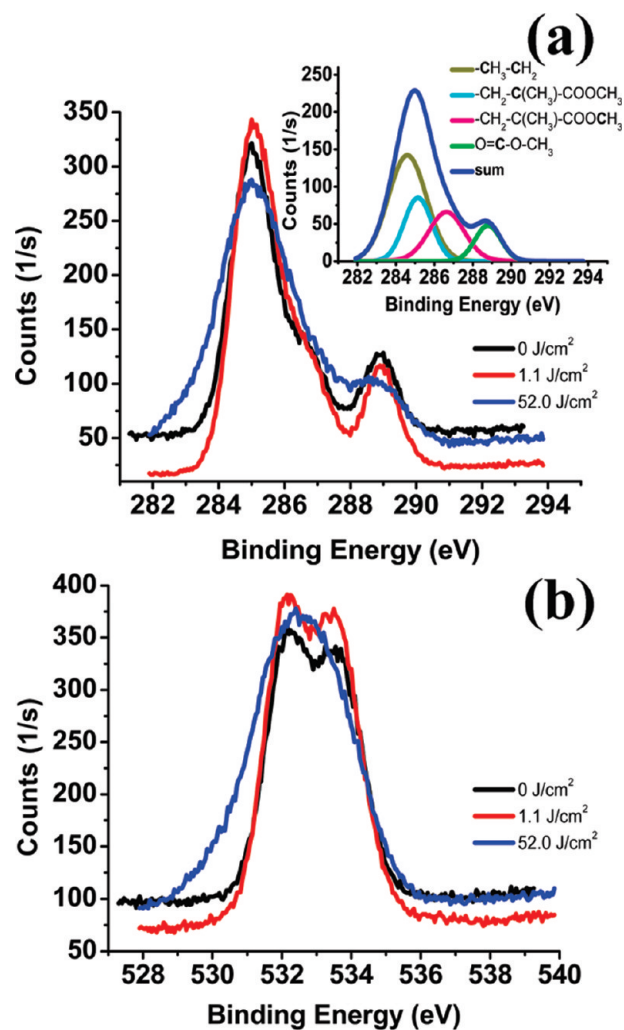 (a)
-CH₃-CH₂
-CH₂-C(CH₃)-COOCH₃
-CH₂-C(CH₃)-COOCH₃
O=C-O-CH₃
sum
250
200
150
100
50
0
Counts (1/s)
282 284 286 288 290 292 294
Binding Energy (eV)
350
300
250
200
150
100
50
Counts (1/s)
0 J/cm²
1.1 J/cm²
52.0 J/cm²
282 284 286 288 290 292 294
Binding Energy (eV)
(b)
400
350
300
250
200
150
100
50
Counts (1/s)
0 J/cm²
1.1 J/cm²
52.0 J/cm²
528 530 532 534 536 538 540
Binding Energy (eV)